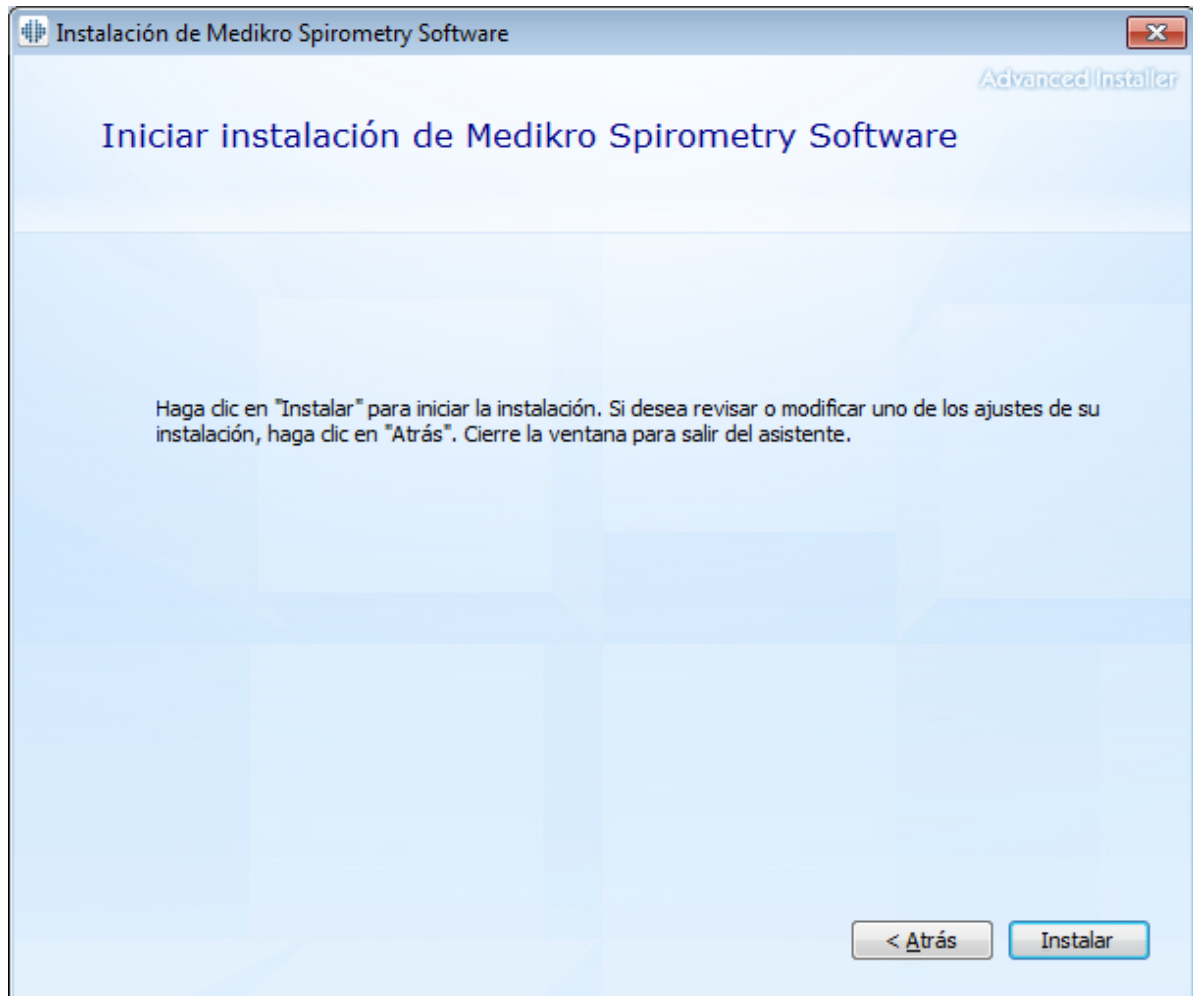 Instalación de Medikro Spirometry Software
Advanced Installer
Iniciar instalación de Medikro Spirometry Software
Haga clic en "Instalar" para iniciar la instalación. Si desea revisar o modificar uno de los ajustes de su
instalación, haga clic en "Atrás". Cierre la ventana para salir del asistente.
< Atrás
Instalar